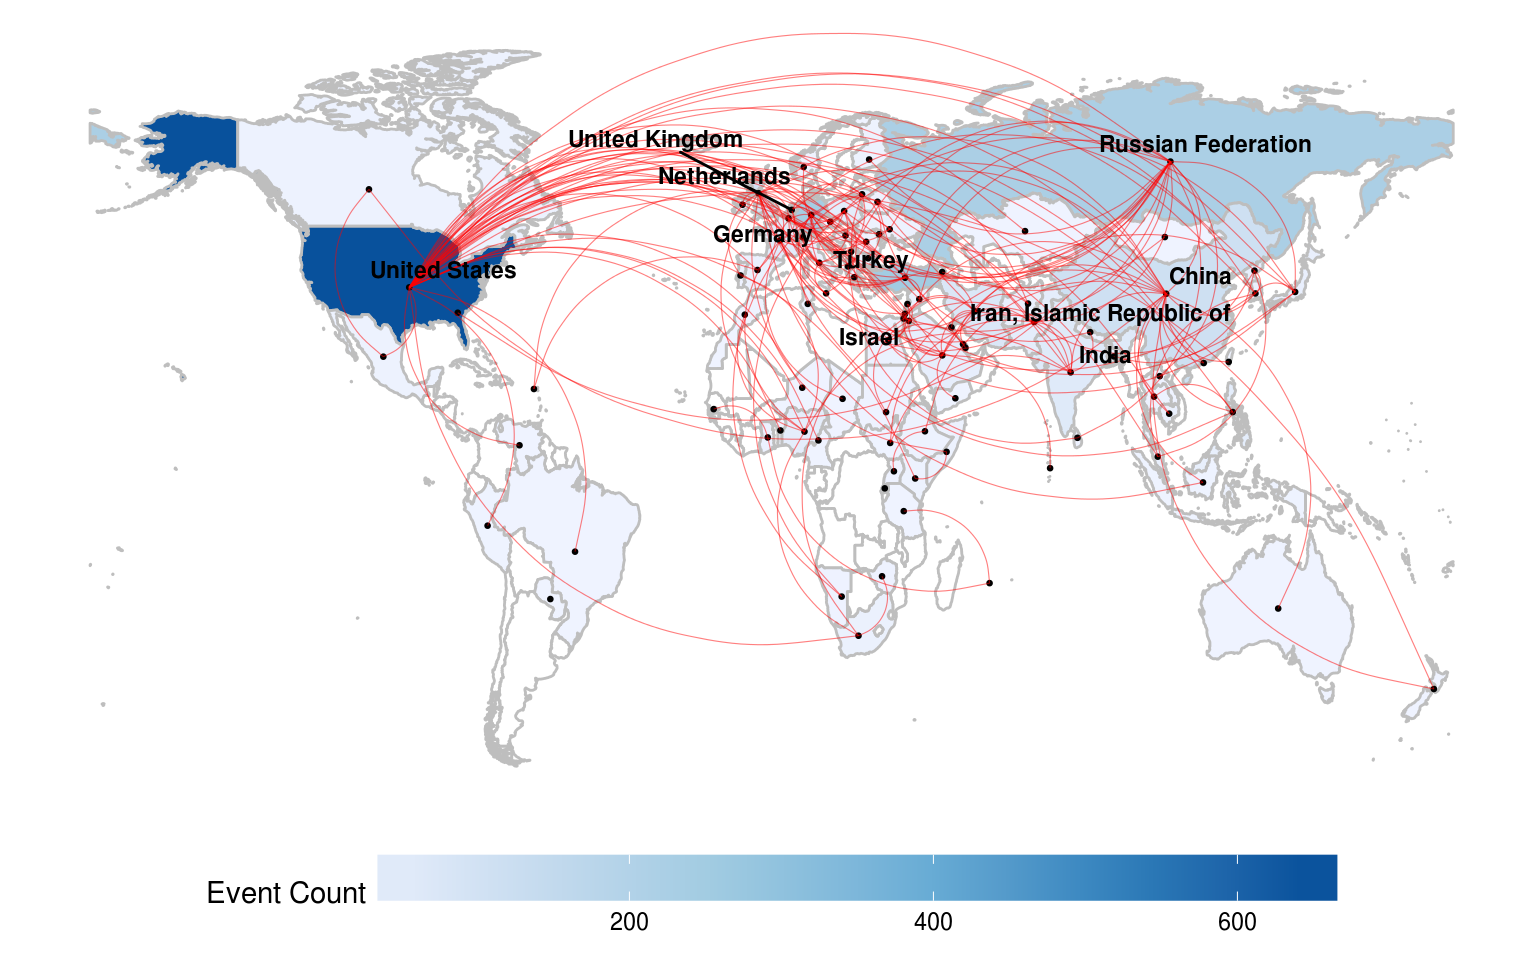 United Kingdom
Russian Federation
Netherlands
Germany
Turkey
United States
China
Iran, Islamic Republic of
Israel
India
Event Count
200
400
600